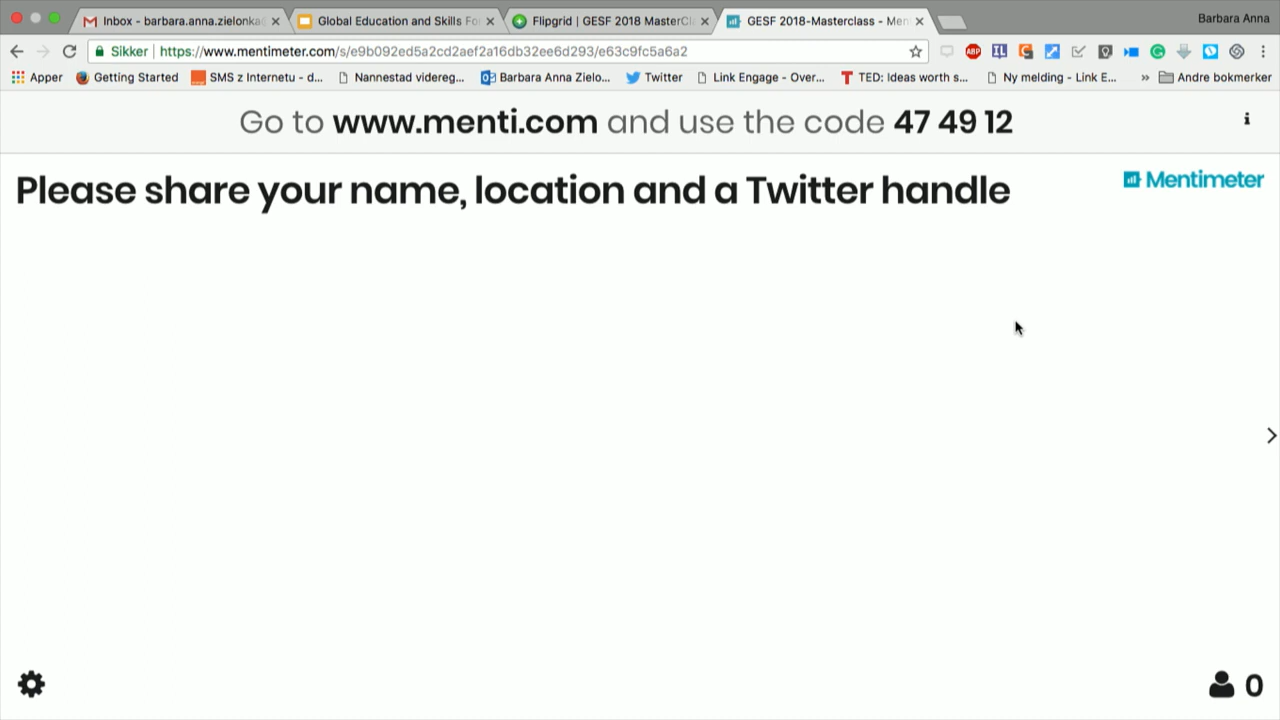 Inbox - barbara.anna.zielonka
Global Education and Skills Fo
Flipgrid | GESF 2018 MasterCl
GESF 2018-Masterclass - Men
Barbara Anna
Sikker https://www.mentimeter.com/s/e9b092ed5a2cd2aef2a16db32ee6d293/e63c9fc5a6a2
Apper
Getting Started
SMS z Internetu - d...
Nannestad videreg...
Barbara Anna Zielo...
Twitter
Link Engage - Over...
TED: Ideas worth s...
Ny melding - Link E...
Andre bokmerker
Go to www.menti.com and use the code 47 49 12
Please share your name, location and a Twitter handle
Mentimeter
0